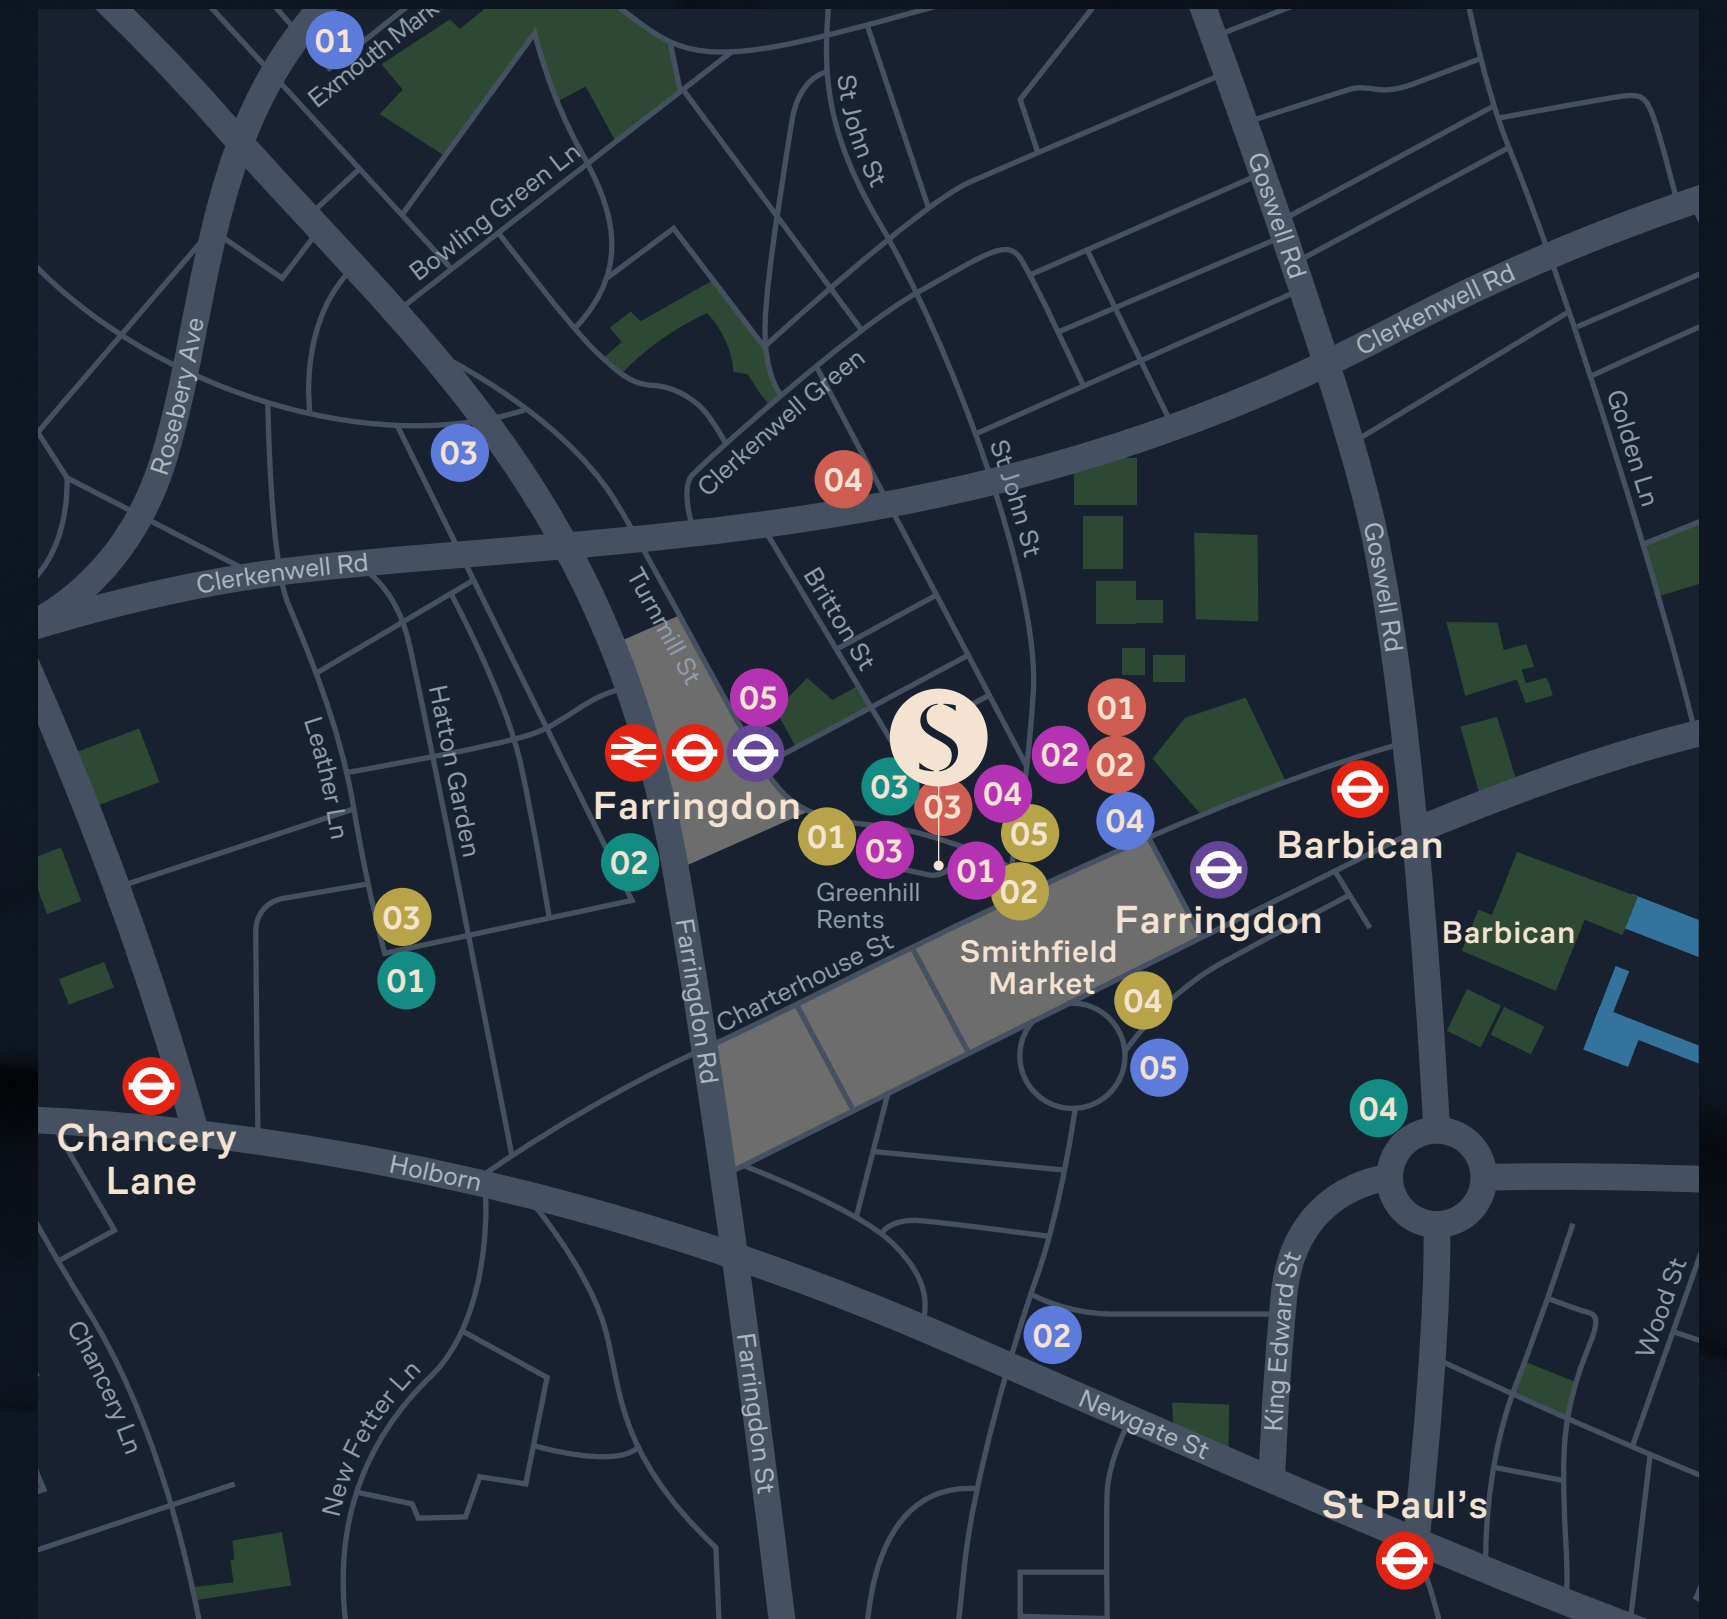 01
Exmouth Mark
St John St
Bowling Green Ln
Goswell Rd
Clerkenwell Rd
Rosebery Ave
Clerkenwell Green
Golden Ln
03
04
St John St
Clerkenwell Rd
Goswell Rd
Turnmill St
Britton St
Hatton Garden
Leather Ln
05
01
S
02
02
03
04
03
Farringdon
01
03
05
04
Barbican
02
01
02
Greenhill
Rents
Farringdon
03
Barbican
Smithfield
Market
Charterhouse St
Farringdon Rd
01
04
05
04
Chancery
Lane
Holborn
02
King Edward St
Wood St
Chancery Ln
New Fetter Ln
Farringdon St
Newgate St
St Paul's